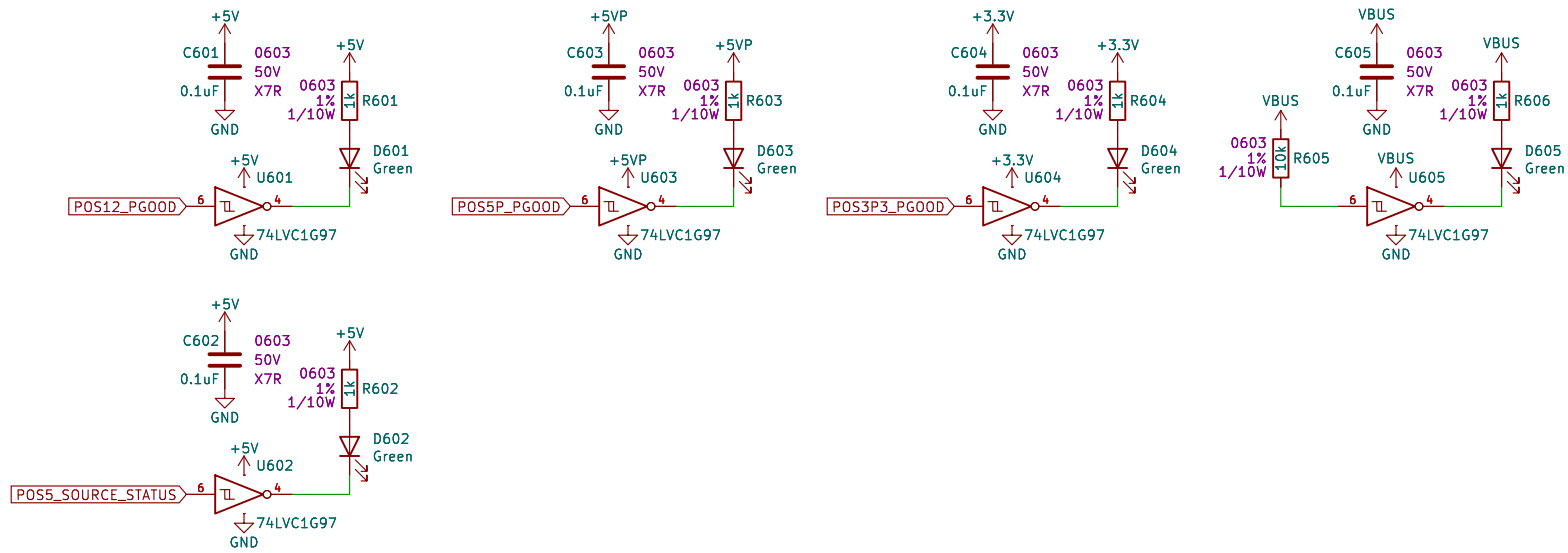 +5V
C601
0603
50V
X7R
0.1uF
GND
+5V
0603
1%
1/10W
1k
R601
D601
Green
+5V
U601
POS12_PGOOD
6
4
74LVC1G97
GND
+5VP
C603
0603
50V
X7R
0.1uF
GND
+5VP
0603
1%
1/10W
1k
R603
D603
Green
+5VP
U603
POS5P_PGOOD
6
4
74LVC1G97
GND
+3.3V
C604
0603
50V
X7R
0.1uF
GND
+3.3V
0603
1%
1/10W
1k
R604
D604
Green
+3.3V
U604
POS3P3_PGOOD
6
4
74LVC1G97
GND
VBUS
C605
0603
50V
X7R
0.1uF
GND
VBUS
0603
1%
1/10W
1k
R606
D605
Green
VBUS
0603
1%
1/10W
10k
R605
VBUS
U605
6
4
74LVC1G97
GND
+5V
C602
0603
50V
X7R
0.1uF
GND
+5V
0603
1%
1/10W
1k
R602
D602
Green
+5V
U602
POS5_SOURCE_STATUS
6
4
74LVC1G97
GND